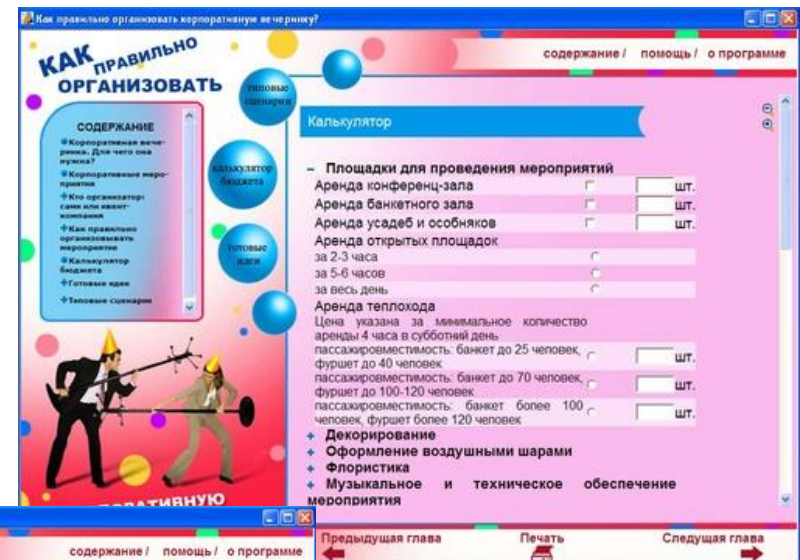 Как правильно организовать корпоративную вечеринку?
КАК ПРАВИЛЬНО
ОРГАНИЗОВАТЬ
содержание / помощь / о программе
типовые
сценарии
калькулятор
бюджета
готовые
идеи
СОДЕРЖАНИЕ
Корпоративная вече-
ринка. Для чего она
нужна?
Корпоративные меро-
приятия
Кто организатор:
сами или ивент-
компания
Как правильно
организовывать
мероприятие
Калькулятор
бюджета
Готовые идеи
Типовые сценарии
Калькулятор
– Площадки для проведения мероприятий
Аренда конференц-зала шт.
Аренда банкетного зала шт.
Аренда усадеб и особняков шт.
Аренда открытых площадок
за 2-3 часа
за 5-6 часов
за весь день
Аренда теплохода
Цена указана за минимальное количество
аренды 4 часа в субботний день
пассажировместимость: банкет до 25 человек,
фуршет до 40 человек шт.
пассажировместимость: банкет до 70 человек,
фуршет до 100-120 человек шт.
пассажировместимость: банкет более 100
человек, фуршет более 120 человек шт.
+ Декорирование
+ Оформление воздушными шарами
+ Флористика
+ Музыкальное и техническое обеспечение
мероприятия
Предыдущая глава Печать Следущая глава
содержание / помощь / о программе